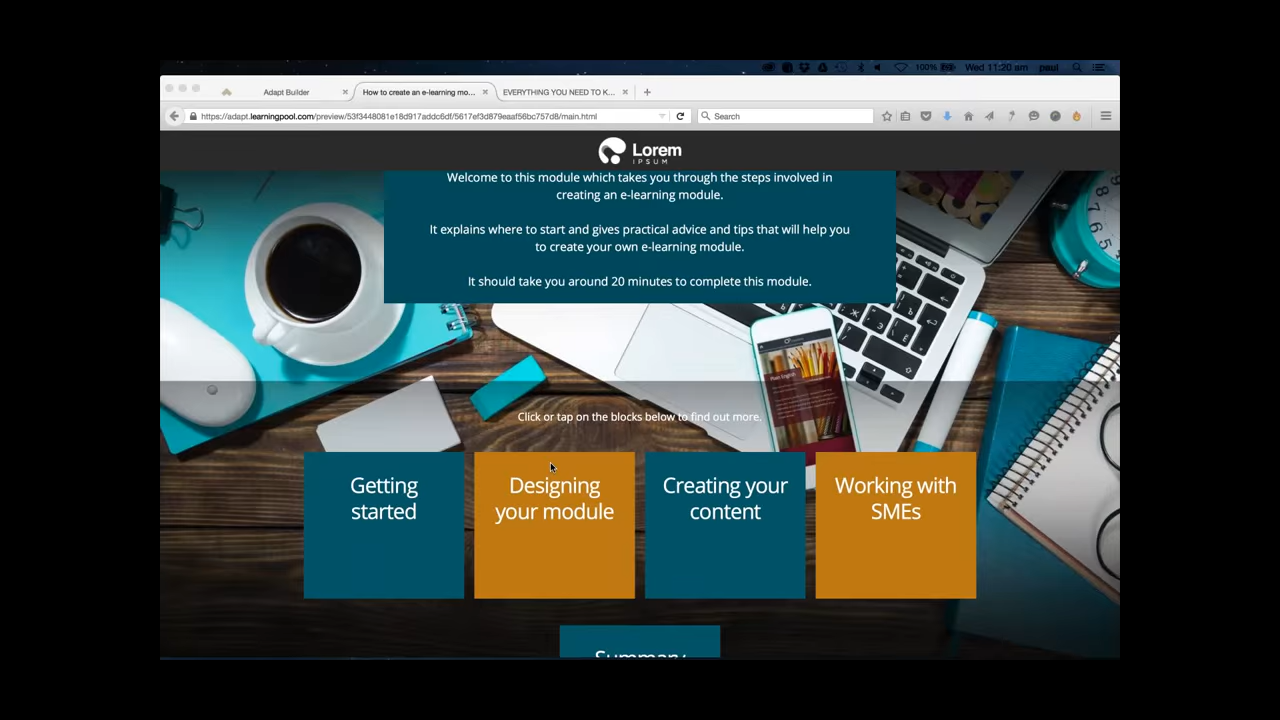 100%
Wed 11:20 am paul
Adapt Builder
How to create an e-learning mo...
EVERYTHING YOU NEED TO K...
https://adapt.learningpool.com/preview/53f3448081e18d917addc6df/5617ef3d879eaaf56bc757d8/main.html
Search
Lorem
IPSUM
Welcome to this module which takes you through the steps involved in
creating an e-learning module.
It explains where to start and gives practical advice and tips that will help you
to create your own e-learning module.
It should take you around 20 minutes to complete this module.
Click or tap on the blocks below to find out more.
Getting
started
Designing
your module
Creating your
content
Working with
SMEs
Summary